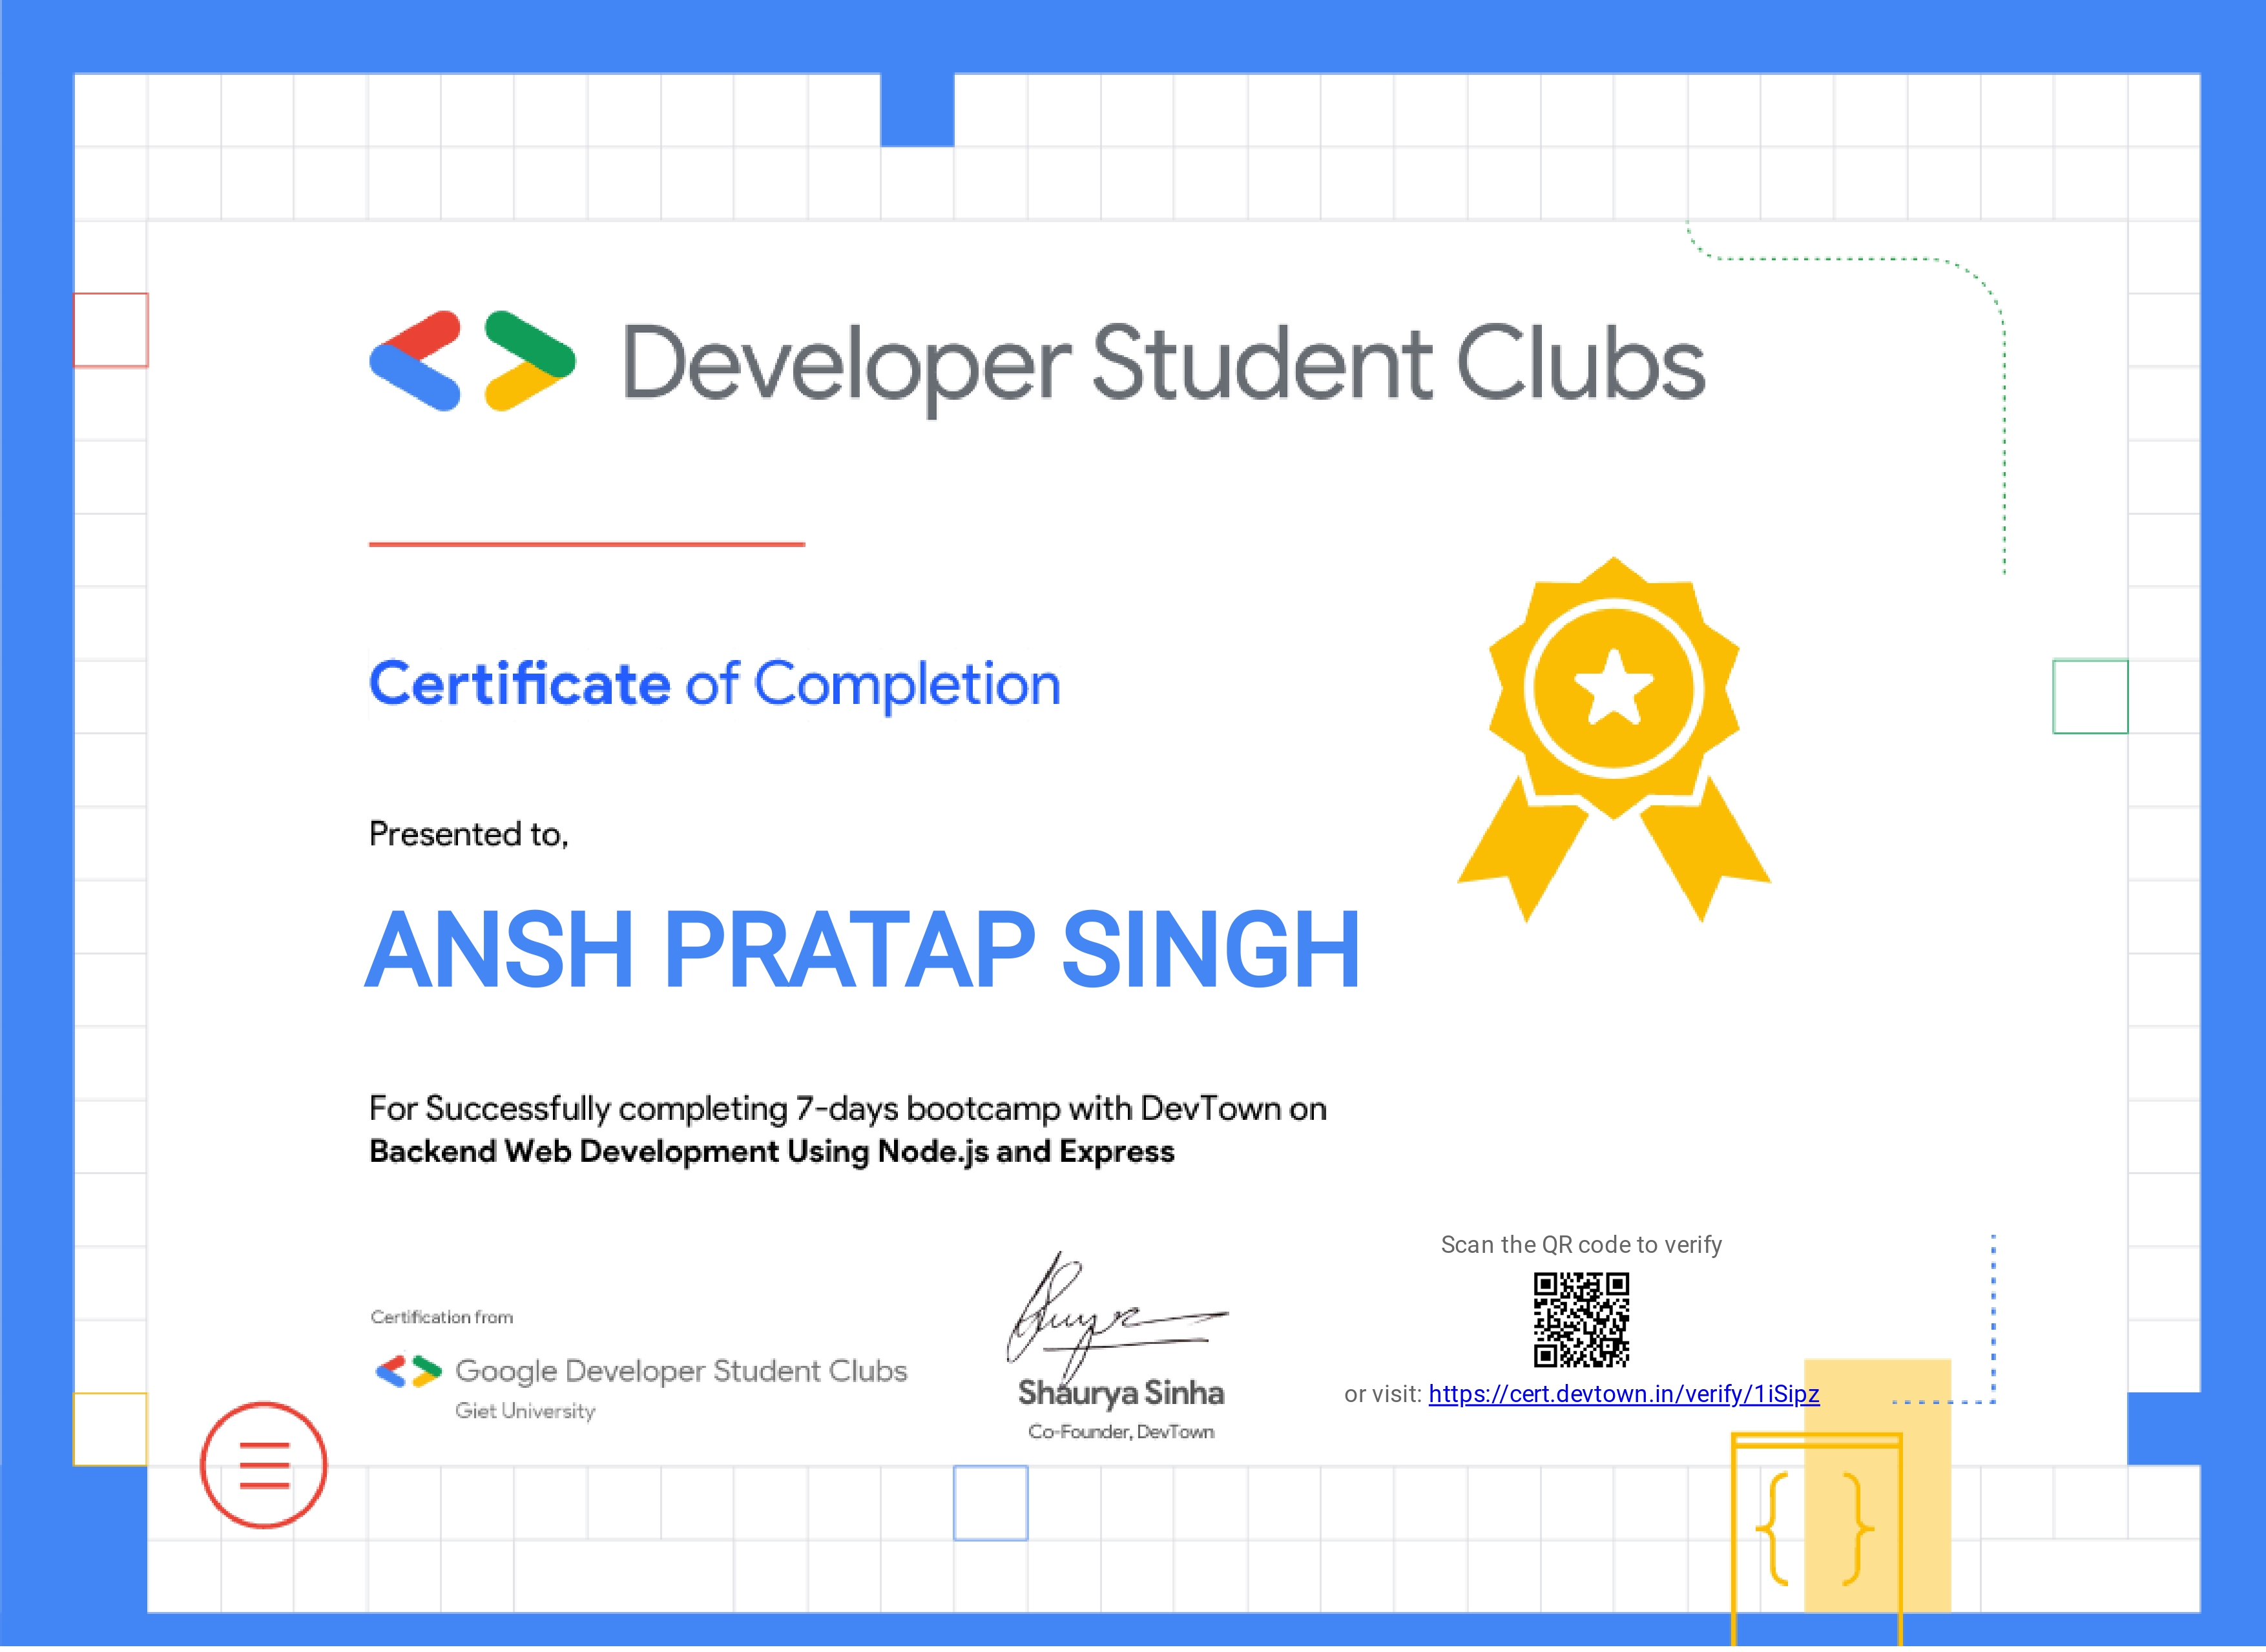 Developer Student Clubs
Certificate of Completion
Presented to,
ANSH PRATAP SINGH
For Successfully completing 7-days bootcamp with DevTown on
Backend Web Development Using Node.js and Express
Scan the QR code to verify
Certification from
Google Developer Student Clubs
Giet University
Shaurya Sinha
Co-Founder, DevTown
or visit: https://cert.devtown.in/verify/1iSipz
{ }